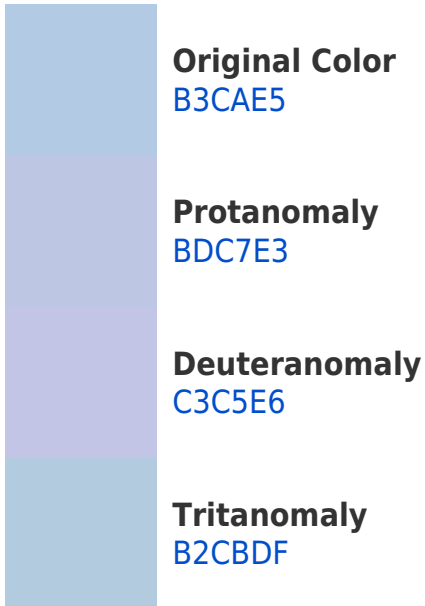 Original Color
B3CAE5
Protanomaly
BDC7E3
Deuteranomaly
C3C5E6
Tritanomaly
B2CBDF